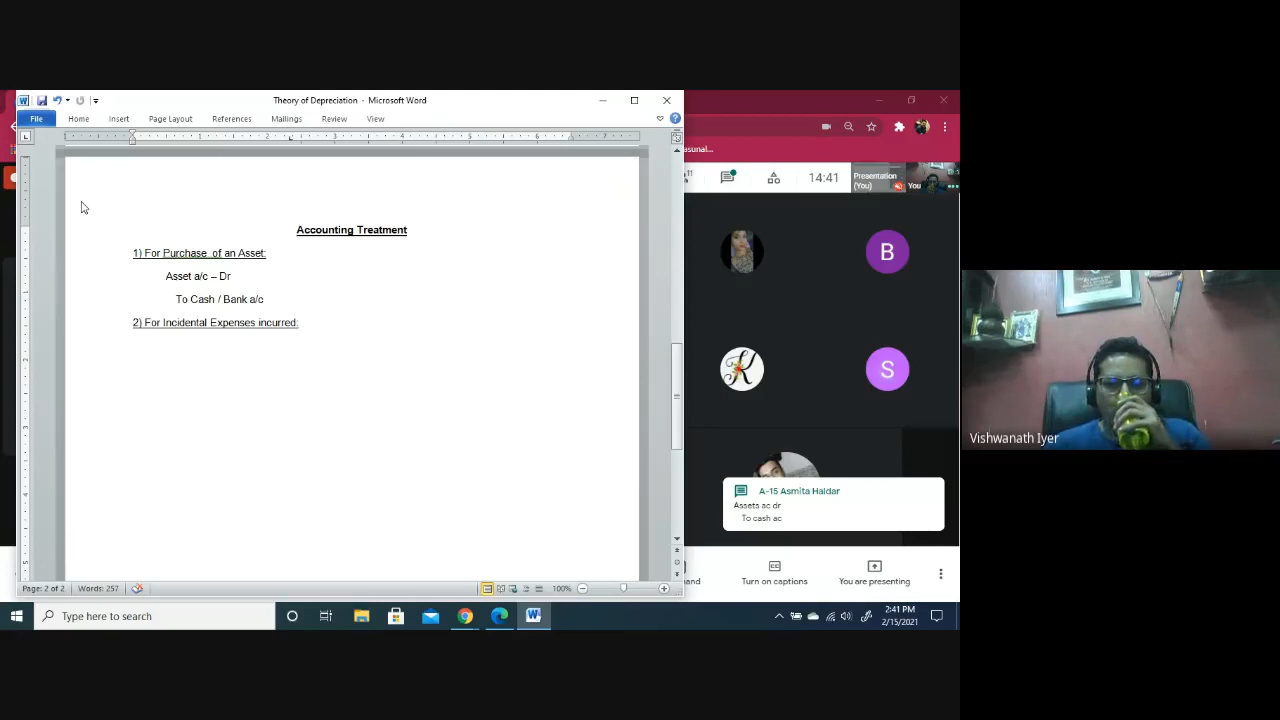 Theory of Depreciation - Microsoft Word
File Home Insert Page Layout References Mailings Review View
Accounting Treatment
1) For Purchase of an Asset:
Asset a/c – Dr
To Cash / Bank a/c
2) For Incidental Expenses incurred:
Page: 2 of 2 Words: 257 100%
asunal...
11
14:41
Presentation (You)
You
B
K
S
A-15 Asmita Haldar
Assets ac dr
To cash ac
Turn on captions
You are presenting
Type here to search
2:41 PM
2/15/2021
Vishwanath Iyer